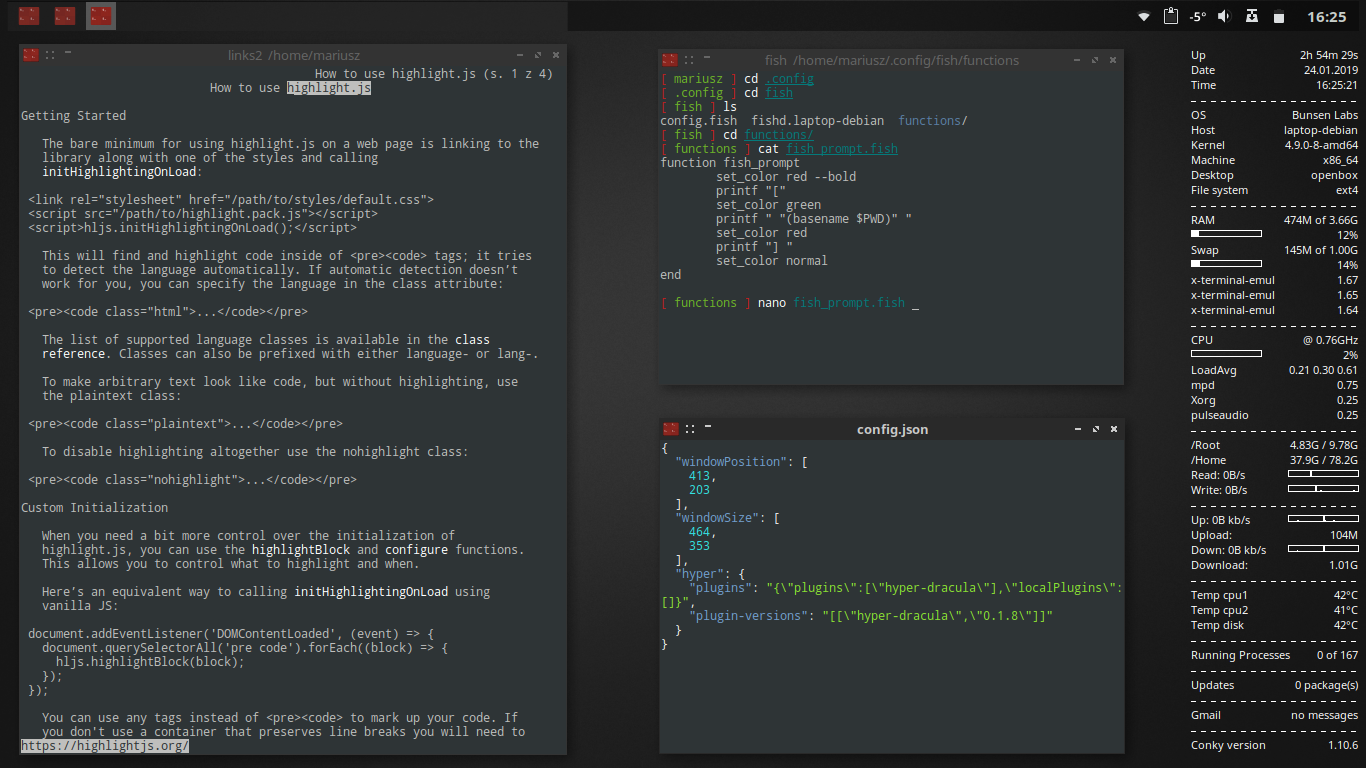 -5° 16:25
links2 /home/mariusz
How to use highlight.js (s. 1 z 4)
How to use highlight.js
Getting Started
The bare minimum for using highlight.js on a web page is linking to the
library along with one of the styles and calling
initHighlightingOnLoad:
<link rel="stylesheet" href="/path/to/styles/default.css">
<script src="/path/to/highlight.pack.js"></script>
<script>hljs.initHighlightingOnLoad();</script>
This will find and highlight code inside of <pre><code> tags; it tries
to detect the language automatically. If automatic detection doesn't
work for you, you can specify the language in the class attribute:
<pre><code class="html">...</code></pre>
The list of supported language classes is available in the class
reference. Classes can also be prefixed with either language- or lang-.
To make arbitrary text look like code, but without highlighting, use
the plaintext class:
<pre><code class="plaintext">...</code></pre>
To disable highlighting altogether use the nohighlight class:
<pre><code class="nohighlight">...</code></pre>
Custom Initialization
When you need a bit more control over the initialization of
highlight.js, you can use the highlightBlock and configure functions.
This allows you to control what to highlight and when.
Here's an equivalent way to calling initHighlightingOnLoad using
vanilla JS:
document.addEventListener('DOMContentLoaded', (event) => {
document.querySelectorAll('pre code').forEach((block) => {
hljs.highlightBlock(block);
});
});
You can use any tags instead of <pre><code> to mark up your code. If
you don't use a container that preserves line breaks you will need to
https://highlightjs.org/
fish /home/mariusz/.config/fish/functions
[ mariusz ] cd .config
[ .config ] cd fish
[ fish ] ls
config.fish fishd.laptop-debian functions/
[ fish ] cd functions/
[ functions ] cat fish_prompt.fish
function fish_prompt
set_color red --bold
printf "["
set_color green
printf " "(basename $PWD)" "
set_color red
printf "] "
set_color normal
end
[ functions ] nano fish_prompt.fish _
config.json
{
"windowPosition": [
413,
203
],
"windowSize": [
464,
353
],
"hyper": {
"plugins": "{\"plugins\":[\"hyper-dracula\"],\"localPlugins\":
[]}",
"plugin-versions": "[[\"hyper-dracula\",\"0.1.8\"]]"
}
}
Up 2h 54m 29s
Date 24.01.2019
Time 16:25:21
OS Bunsen Labs
Host laptop-debian
Kernel 4.9.0-8-amd64
Machine x86_64
Desktop openbox
File system ext4
RAM 474M of 3.66G
12%
Swap 145M of 1.00G
14%
x-terminal-emul 1.67
x-terminal-emul 1.65
x-terminal-emul 1.64
CPU @ 0.76GHz
2%
LoadAvg 0.21 0.30 0.61
mpd 0.75
Xorg 0.25
pulseaudio 0.25
/Root 4.83G / 9.78G
/Home 37.9G / 78.2G
Read: 0B/s
Write: 0B/s
Up: 0B kb/s
Upload: 104M
Down: 0B kb/s
Download: 1.01G
Temp cpu1 42°C
Temp cpu2 41°C
Temp disk 42°C
Running Processes 0 of 167
Updates 0 package(s)
Gmail no messages
Conky version 1.10.6